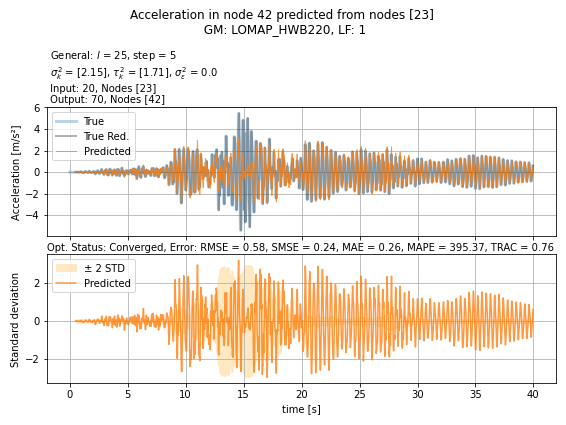 Acceleration in node 42 predicted from nodes [23]
GM: LOMAP_HWB220, LF: 1
General: l = 25, step = 5
σ²ₖ = [2.15], τ²ₖ = [1.71], σ²ε = 0.0
Input: 20, Nodes [23]
Output: 70, Nodes [42]
Acceleration [m/s²]
6
4
2
0
−2
−4
True
True Red.
Predicted
Opt. Status: Converged, Error: RMSE = 0.58, SMSE = 0.24, MAE = 0.26, MAPE = 395.37, TRAC = 0.76
Standard deviation
2
0
−2
± 2 STD
Predicted
0 5 10 15 20 25 30 35 40
time [s]